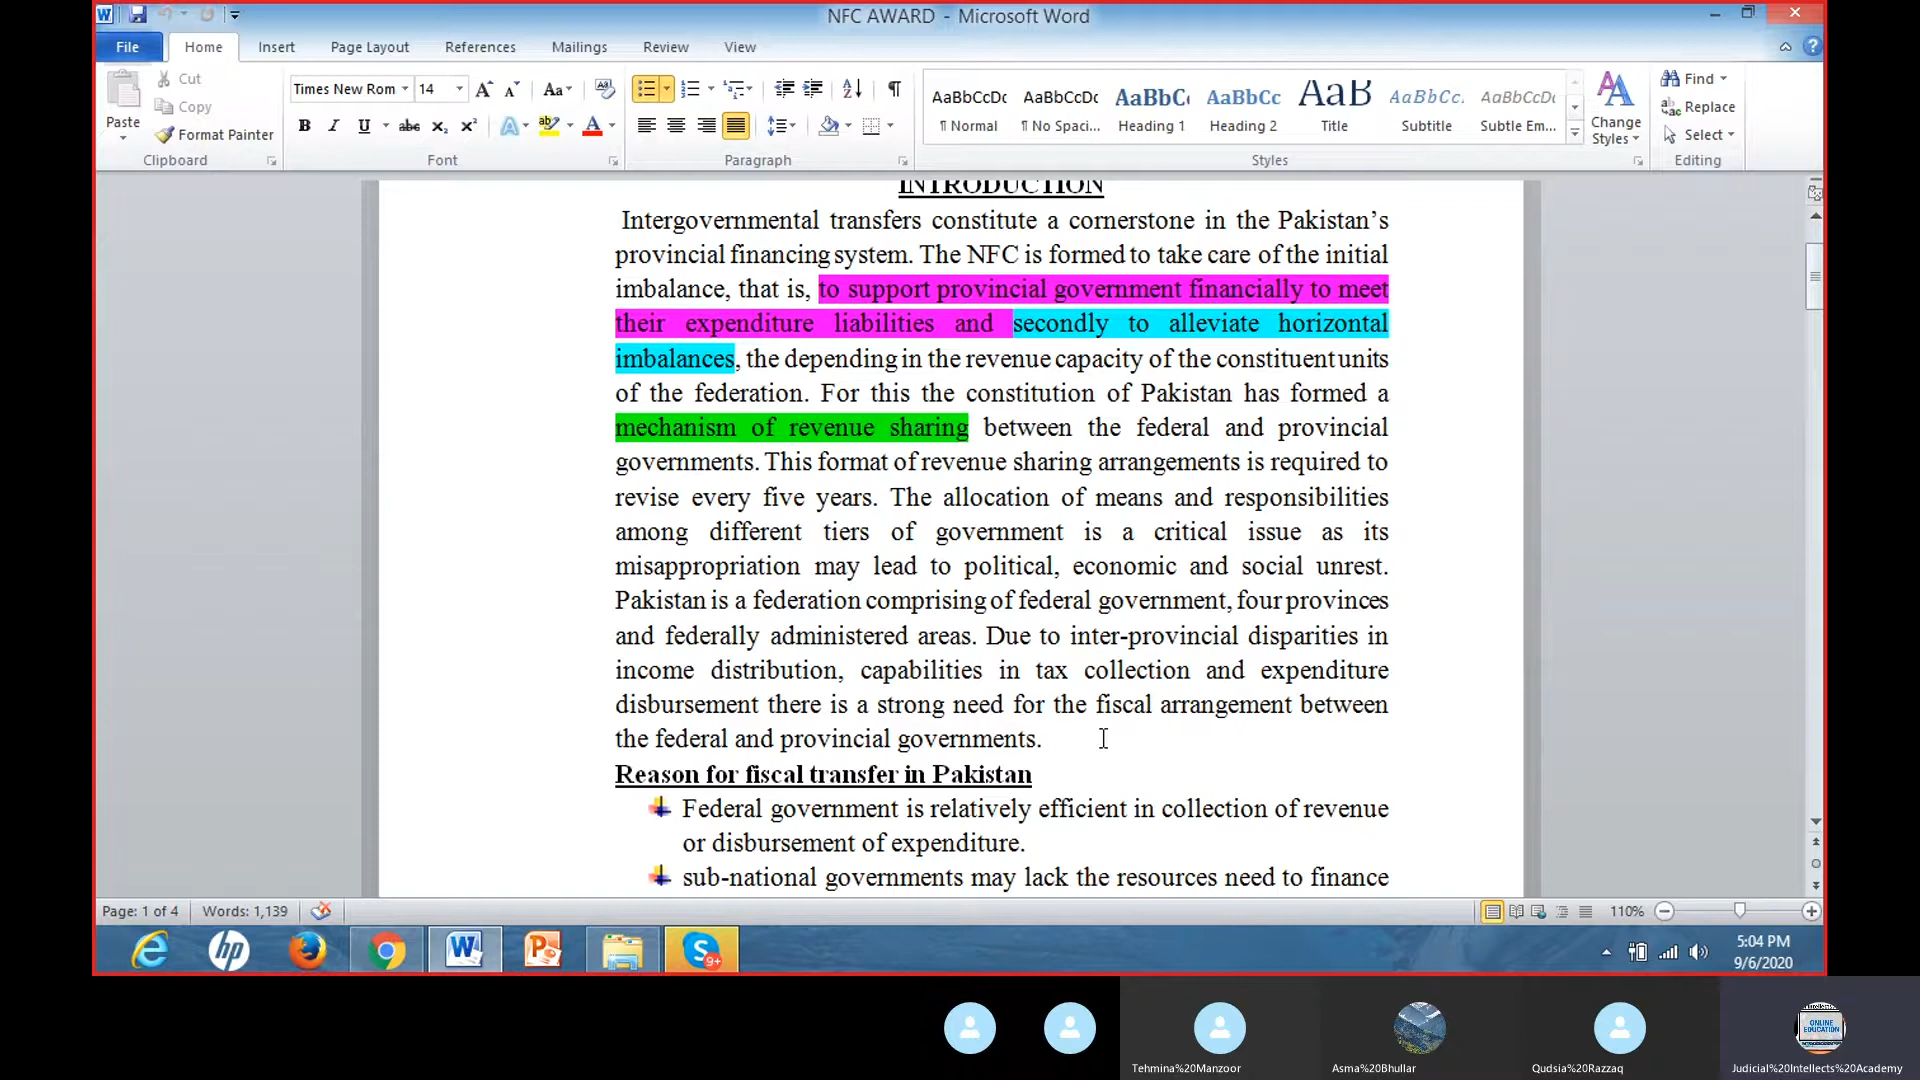 NFC AWARD - Microsoft Word
File Home Insert Page Layout References Mailings Review View
Paste
Cut
Copy
Format Painter
Clipboard
Times New Rom 14
Font
Paragraph
AaBbCcDc AaBbCcDc AaBbC AaBbCc AaB AaBbCc. AaBbCcDt
¶ Normal ¶ No Spaci... Heading 1 Heading 2 Title Subtitle Subtle Em...
Change
Styles
Styles
Find
Replace
Select
Editing
INTRODUCTION
Intergovernmental transfers constitute a cornerstone in the Pakistan’s
provincial financing system. The NFC is formed to take care of the initial
imbalance, that is, to support provincial government financially to meet
their expenditure liabilities and secondly to alleviate horizontal
imbalances, the depending in the revenue capacity of the constituent units
of the federation. For this the constitution of Pakistan has formed a
mechanism of revenue sharing between the federal and provincial
governments. This format of revenue sharing arrangements is required to
revise every five years. The allocation of means and responsibilities
among different tiers of government is a critical issue as its
misappropriation may lead to political, economic and social unrest.
Pakistan is a federation comprising of federal government, four provinces
and federally administered areas. Due to inter-provincial disparities in
income distribution, capabilities in tax collection and expenditure
disbursement there is a strong need for the fiscal arrangement between
the federal and provincial governments.
Reason for fiscal transfer in Pakistan
Federal government is relatively efficient in collection of revenue
or disbursement of expenditure.
sub-national governments may lack the resources need to finance
Page: 1 of 4 Words: 1,139 110%
5:04 PM
9/6/2020
9+
ONLINE
EDUCATION
Tehmina%20Manzoor Asma%20Bhullar Qudsia%20Razzaq Judicial%20Intellects%20Academy